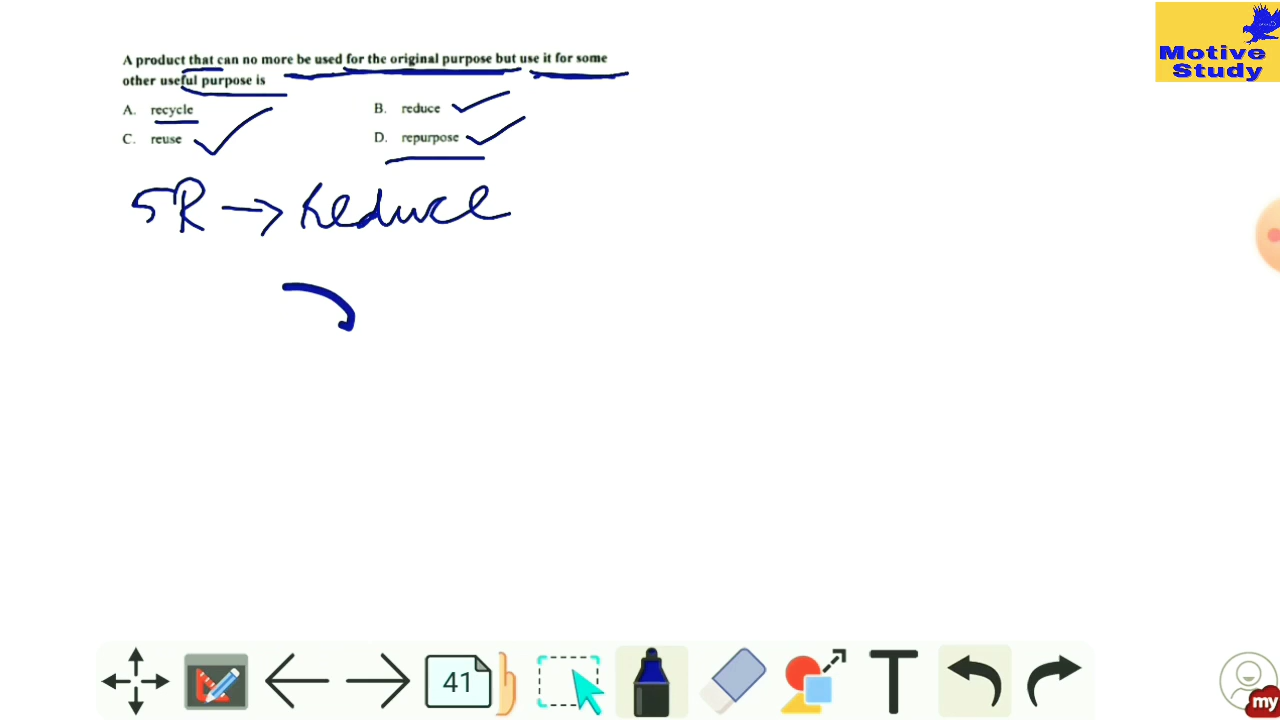 Motive
Study
A product that can no more be used for the original purpose but use it for some
other useful purpose is
A. recycle
B. reduce
C. reuse
D. repurpose
5R → Reduce
41
T
my